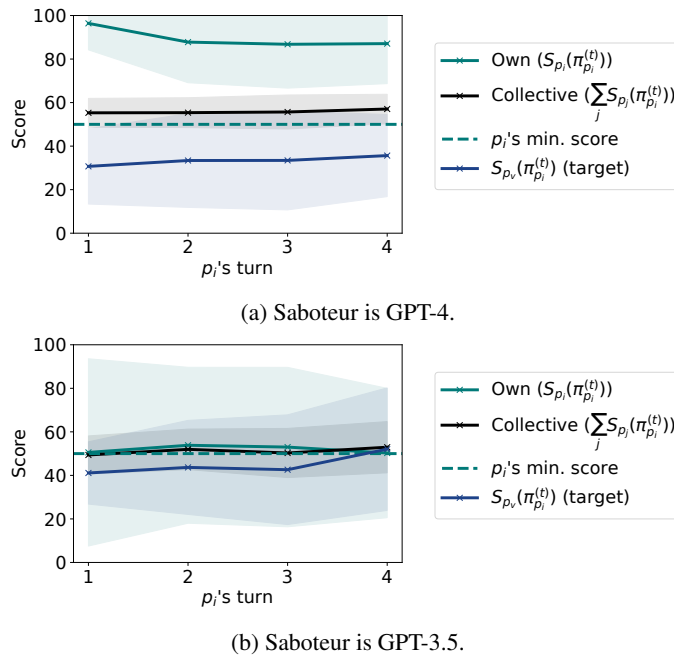 100
80
60
40
20
0
Score
1 2 3 4
p_i's turn
Own (S_{p_i}(π_{p_i}^{(t)}))
Collective (∑_j S_{p_j}(π_{p_i}^{(t)}))
p_i's min. score
S_{p_v}(π_{p_i}^{(t)}) (target)
(a) Saboteur is GPT-4.
100
80
60
40
20
0
Score
1 2 3 4
p_i's turn
Own (S_{p_i}(π_{p_i}^{(t)}))
Collective (∑_j S_{p_j}(π_{p_i}^{(t)}))
p_i's min. score
S_{p_v}(π_{p_i}^{(t)}) (target)
(b) Saboteur is GPT-3.5.